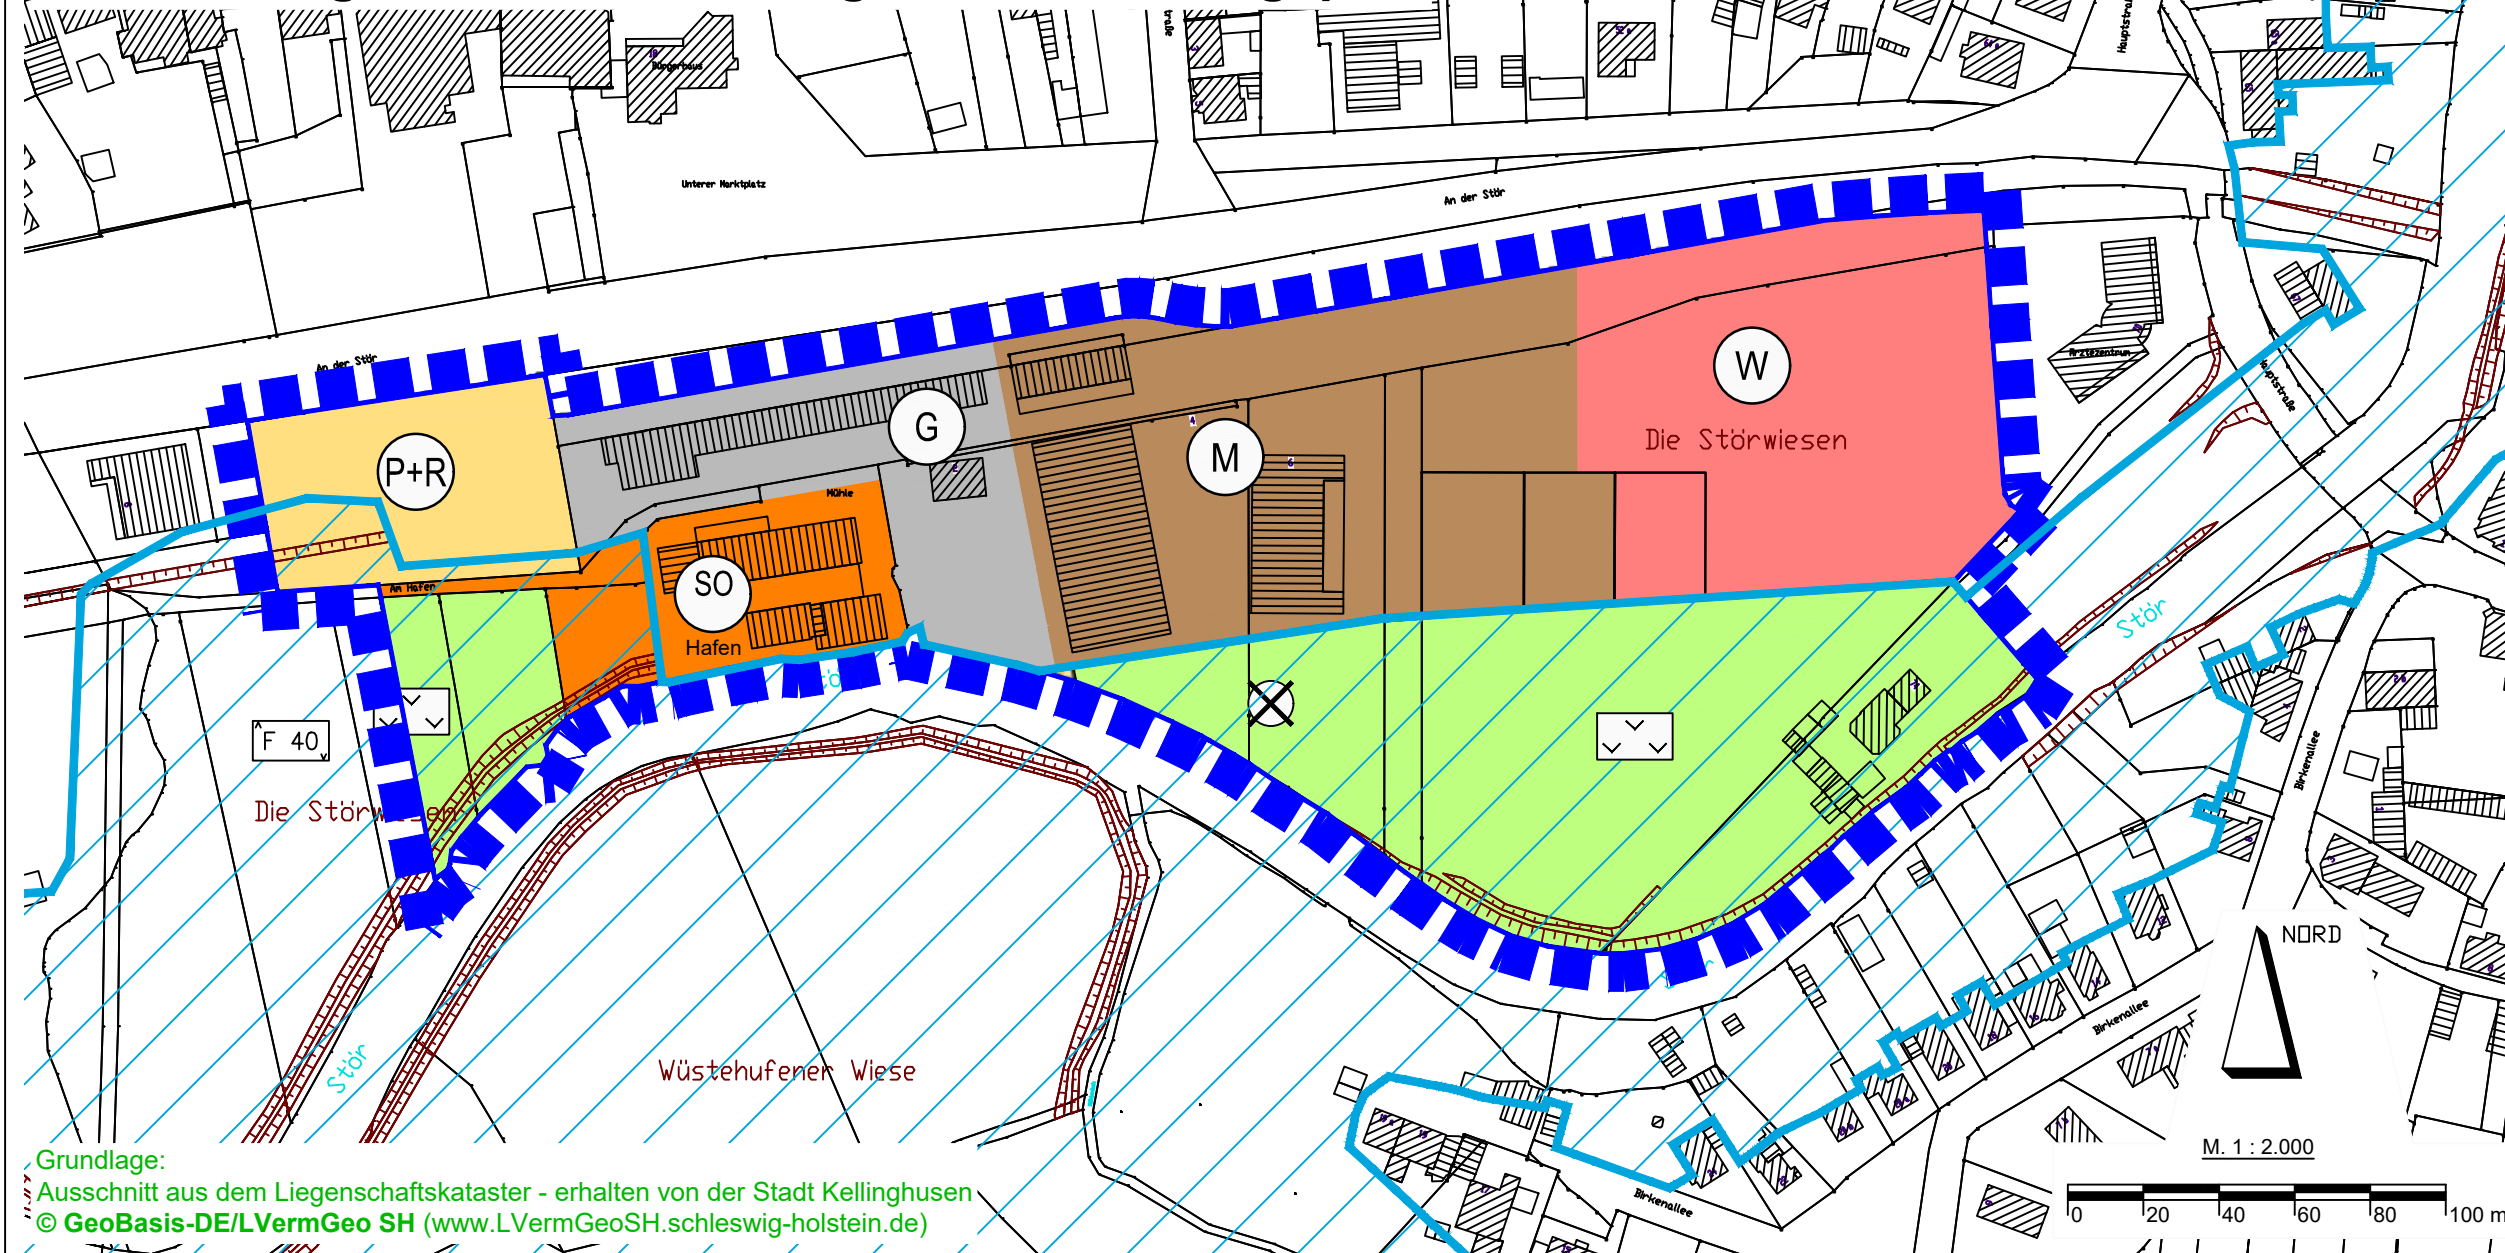 Bürgerhaus
Unterer Marktplatz
Hauptstraße
An der Stör
An der Stör
W
Ärztezentrum
Hauptstraße
G
P+R
M
Die Störwiesen
Mühle
SO
Am Hafen
Hafen
Stör
F 40
Die Störwiesen
Birkenallee
NORD
Stör
Wüstehufener Wiese
Birkenallee
M. 1 : 2.000
Birkenallee
0 20 40 60 80 100 m
Grundlage:
Ausschnitt aus dem Liegenschaftskataster - erhalten von der Stadt Kellinghusen
© GeoBasis-DE/LVermGeo SH (www.LVermGeoSH.schleswig-holstein.de)